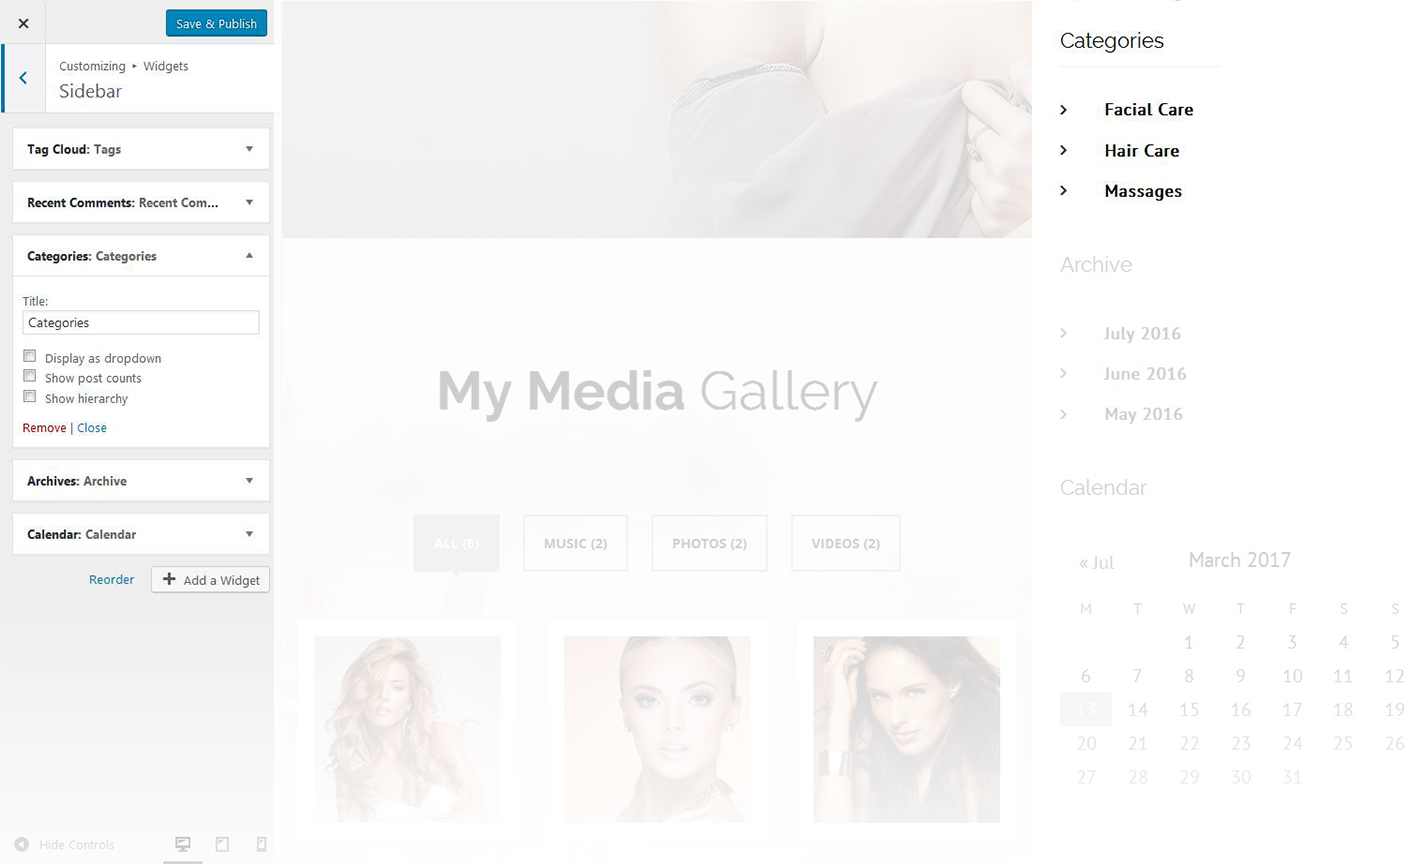 Save & Publish
Customizing ▸ Widgets
Sidebar
Tag Cloud: Tags
Recent Comments: Recent Com...
Categories: Categories
Title:
Categories
Display as dropdown
Show post counts
Show hierarchy
Remove | Close
Archives: Archive
Calendar: Calendar
Reorder
Add a Widget
Hide Controls
My Media Gallery
ALL (6)
MUSIC (2)
PHOTOS (2)
VIDEOS (2)
Categories
Facial Care
Hair Care
Massages
Archive
July 2016
June 2016
May 2016
Calendar
« Jul
March 2017
M T W T F S S
1 2 3 4 5
6 7 8 9 10 11 12
13 14 15 16 17 18 19
20 21 22 23 24 25 26
27 28 29 30 31